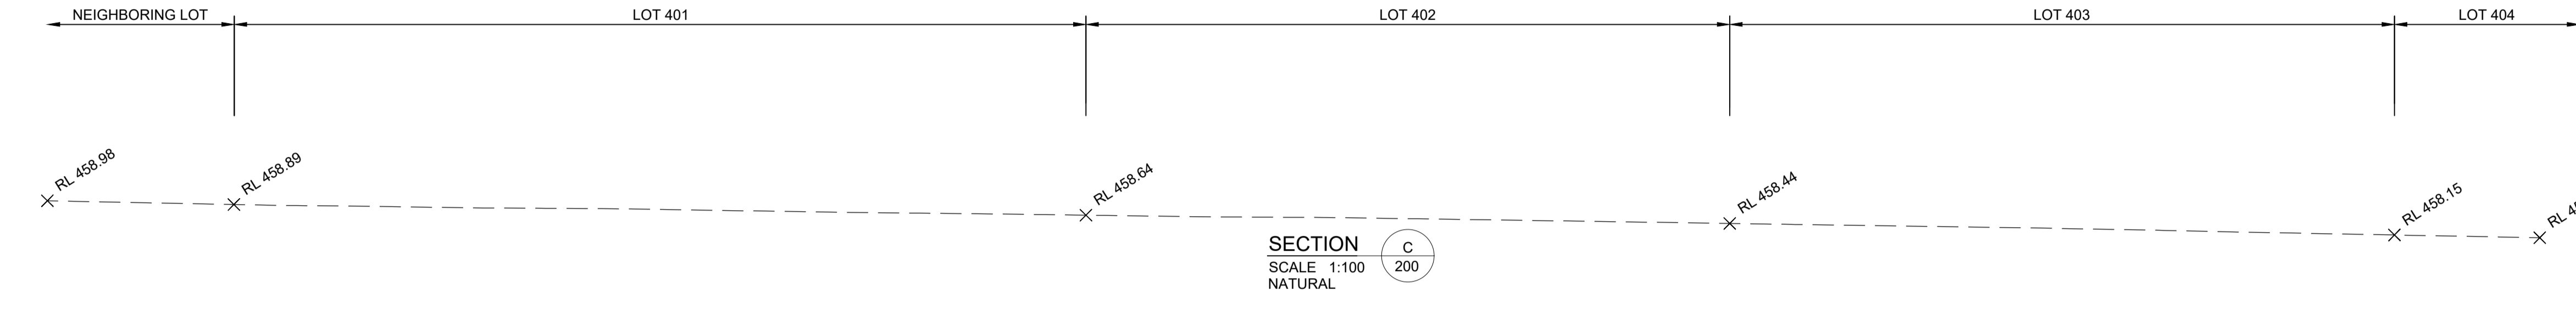 NEIGHBORING LOT
LOT 401
LOT 402
LOT 403
LOT 404
RL 458.98
RL 458.89
RL 458.64
RL 458.44
RL 458.15
RL
SECTION
C
SCALE 1:100
200
NATURAL